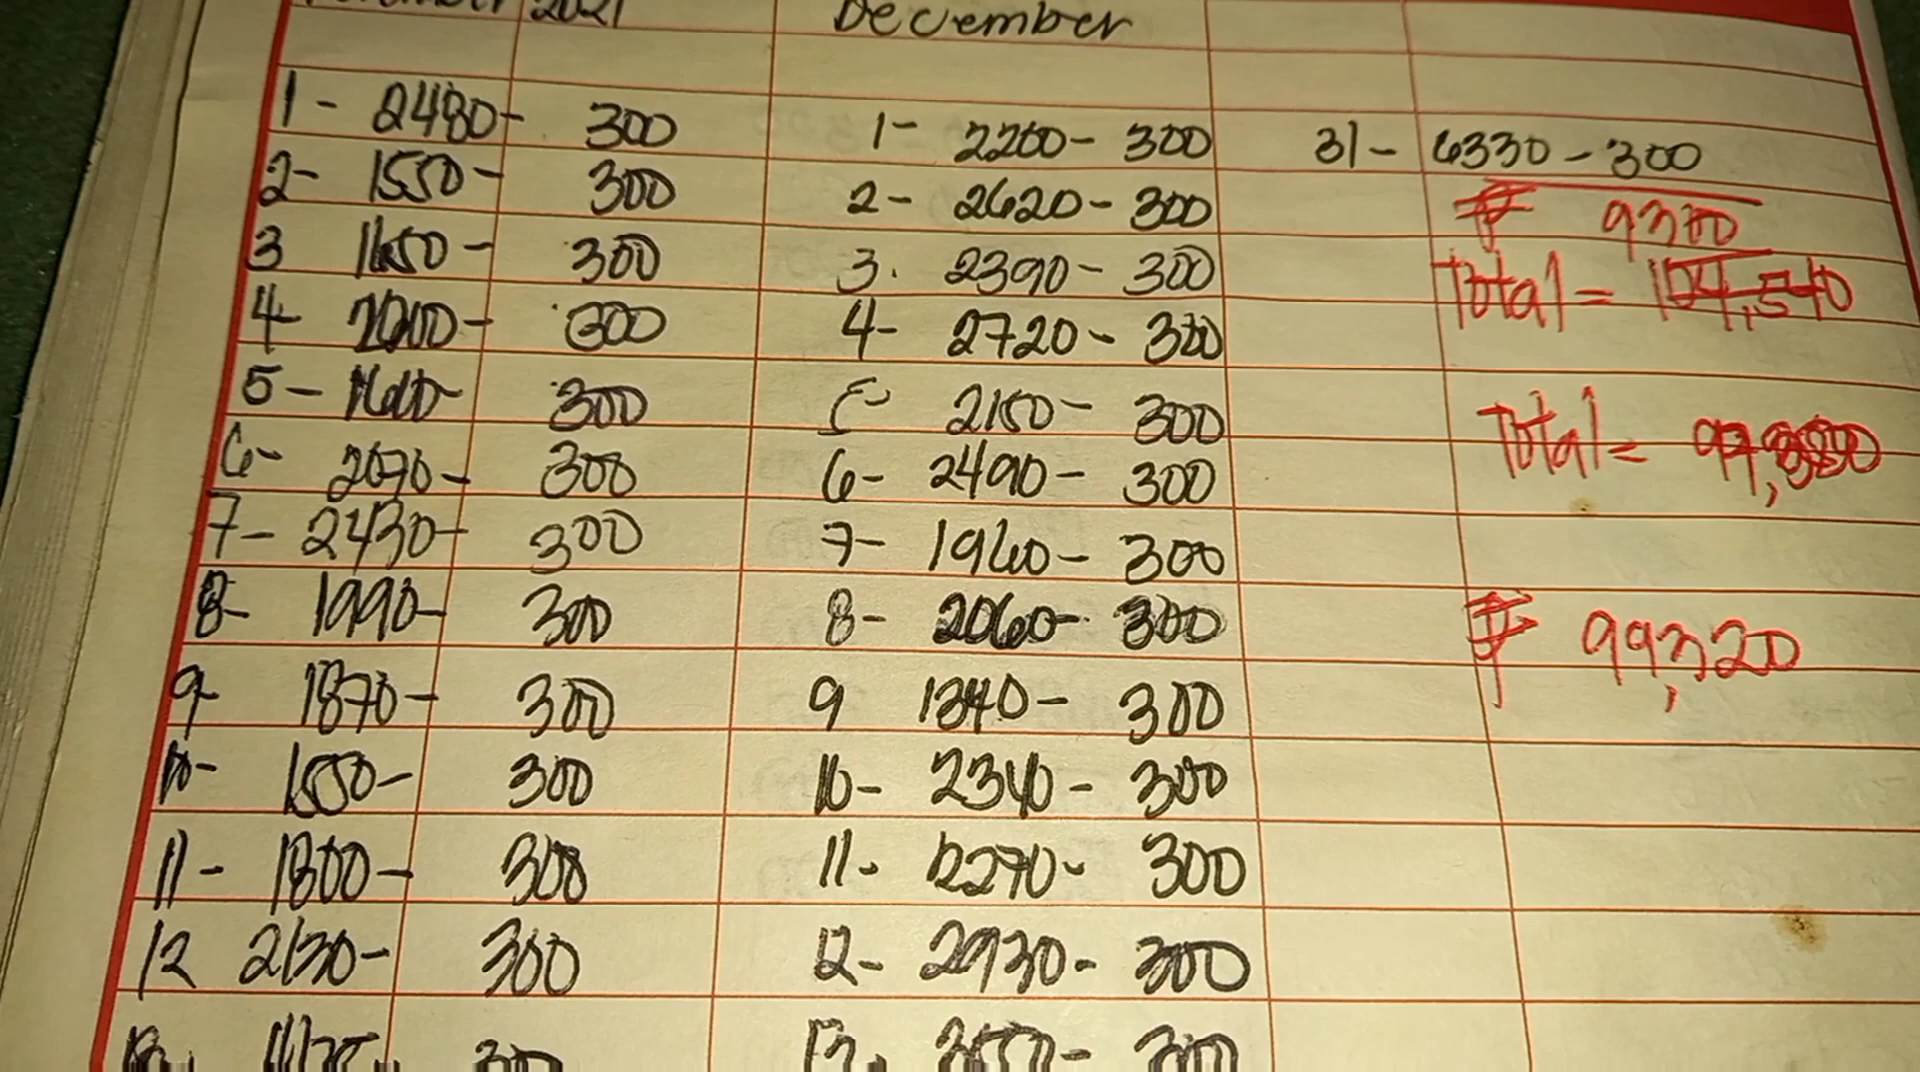 2021 December
1 - 2480 - 300 1 - 2200 - 300 31 - 6330 - 300
2 - 1550 - 300 2 - 2620 - 300 ₱ 9300
3 1650 - 300 3. 2390 - 300 Total = 104,540
4 - 300 4 - 2720 - 300
5 - 300 5 - 2150 - 300 Total =
6 - 2070 - 300 6 - 2490 - 300
7 - 2430 - 300 7 - 1960 - 300
8 - 1990 - 300 8 - 2060 - 300 ₱ 99,320
9 - 1870 - 300 9 1340 - 300
10 - 1550 - 300 10 - 2340 - 300
11 - 1800 - 300 11 - 2270 - 300
12 2130 - 300 12 - 2930 - 300